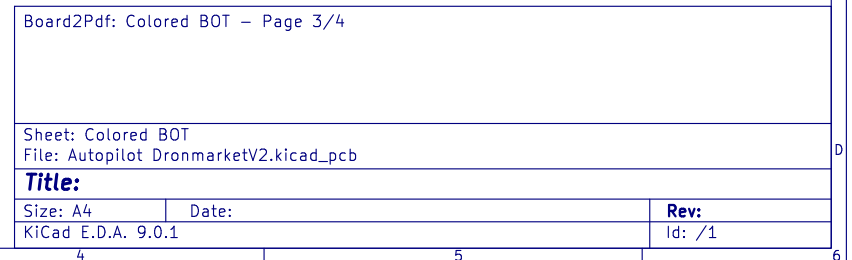 Board2Pdf: Colored BOT – Page 3/4
Sheet: Colored BOT
File: Autopilot DronmarketV2.kicad_pcb
D
Title:
Size: A4 Date: Rev:
KiCad E.D.A. 9.0.1 Id: /1
4 5 6